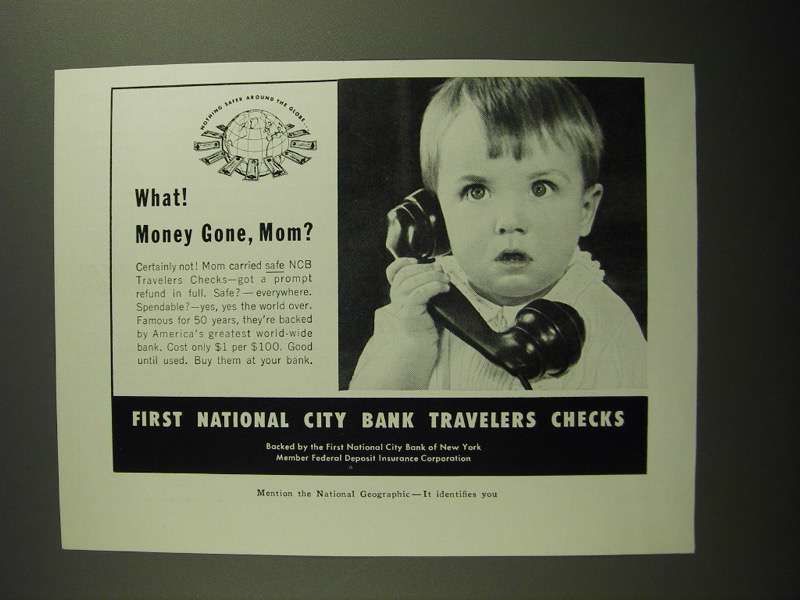 NOTHING SAFER AROUND THE GLOBE
What!
Money Gone, Mom?
Certainly not! Mom carried safe NCB
Travelers Checks—got a prompt
refund in full. Safe?—everywhere.
Spendable?—yes, yes the world over.
Famous for 50 years, they're backed
by America's greatest world-wide
bank. Cost only $1 per $100. Good
until used. Buy them at your bank.
FIRST NATIONAL CITY BANK TRAVELERS CHECKS
Backed by the First National City Bank of New York
Member Federal Deposit Insurance Corporation
Mention the National Geographic—It identifies you